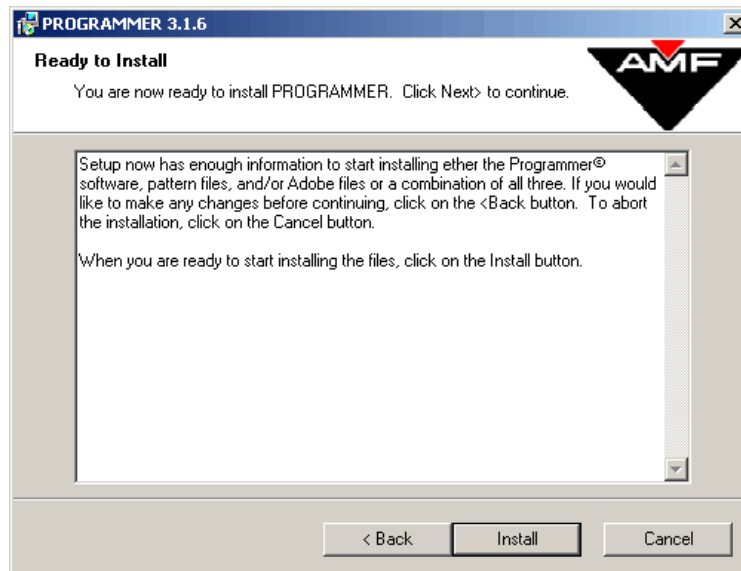 PROGRAMMER 3.1.6
Ready to Install
You are now ready to install PROGRAMMER. Click Next> to continue.
AMF
Setup now has enough information to start installing ether the Programmer©
software, pattern files, and/or Adobe files or a combination of all three. If you would
like to make any changes before continuing, click on the <Back button. To abort
the installation, click on the Cancel button.
When you are ready to start installing the files, click on the Install button.
< Back
Install
Cancel